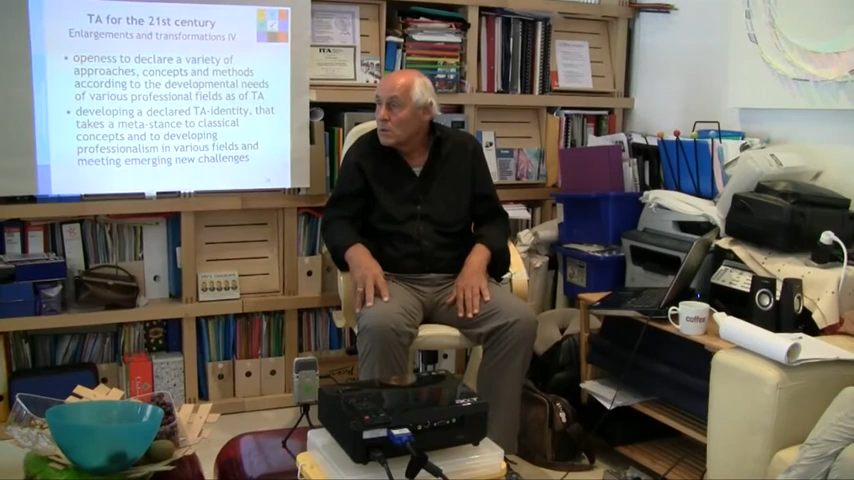 TA for the 21st century
Enlargements and transformations IV
• openess to declare a variety of
approaches, concepts and methods
according to the developmental needs
of various professional fields as of TA
• developing a declared TA-identity, that
takes a meta-stance to classical
concepts and to developing
professionalism in various fields and
meeting emerging new challenges
ITA
coffee